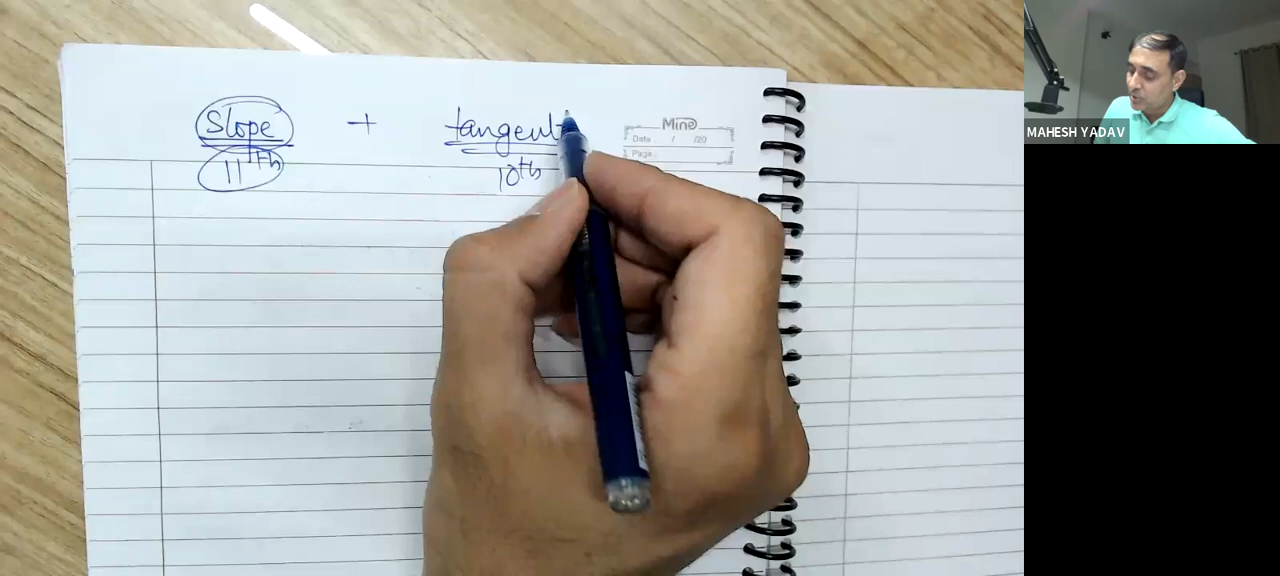 Slope + tangent
11th 10th
Mine
Date / /20
Page
MAHESH YADAV